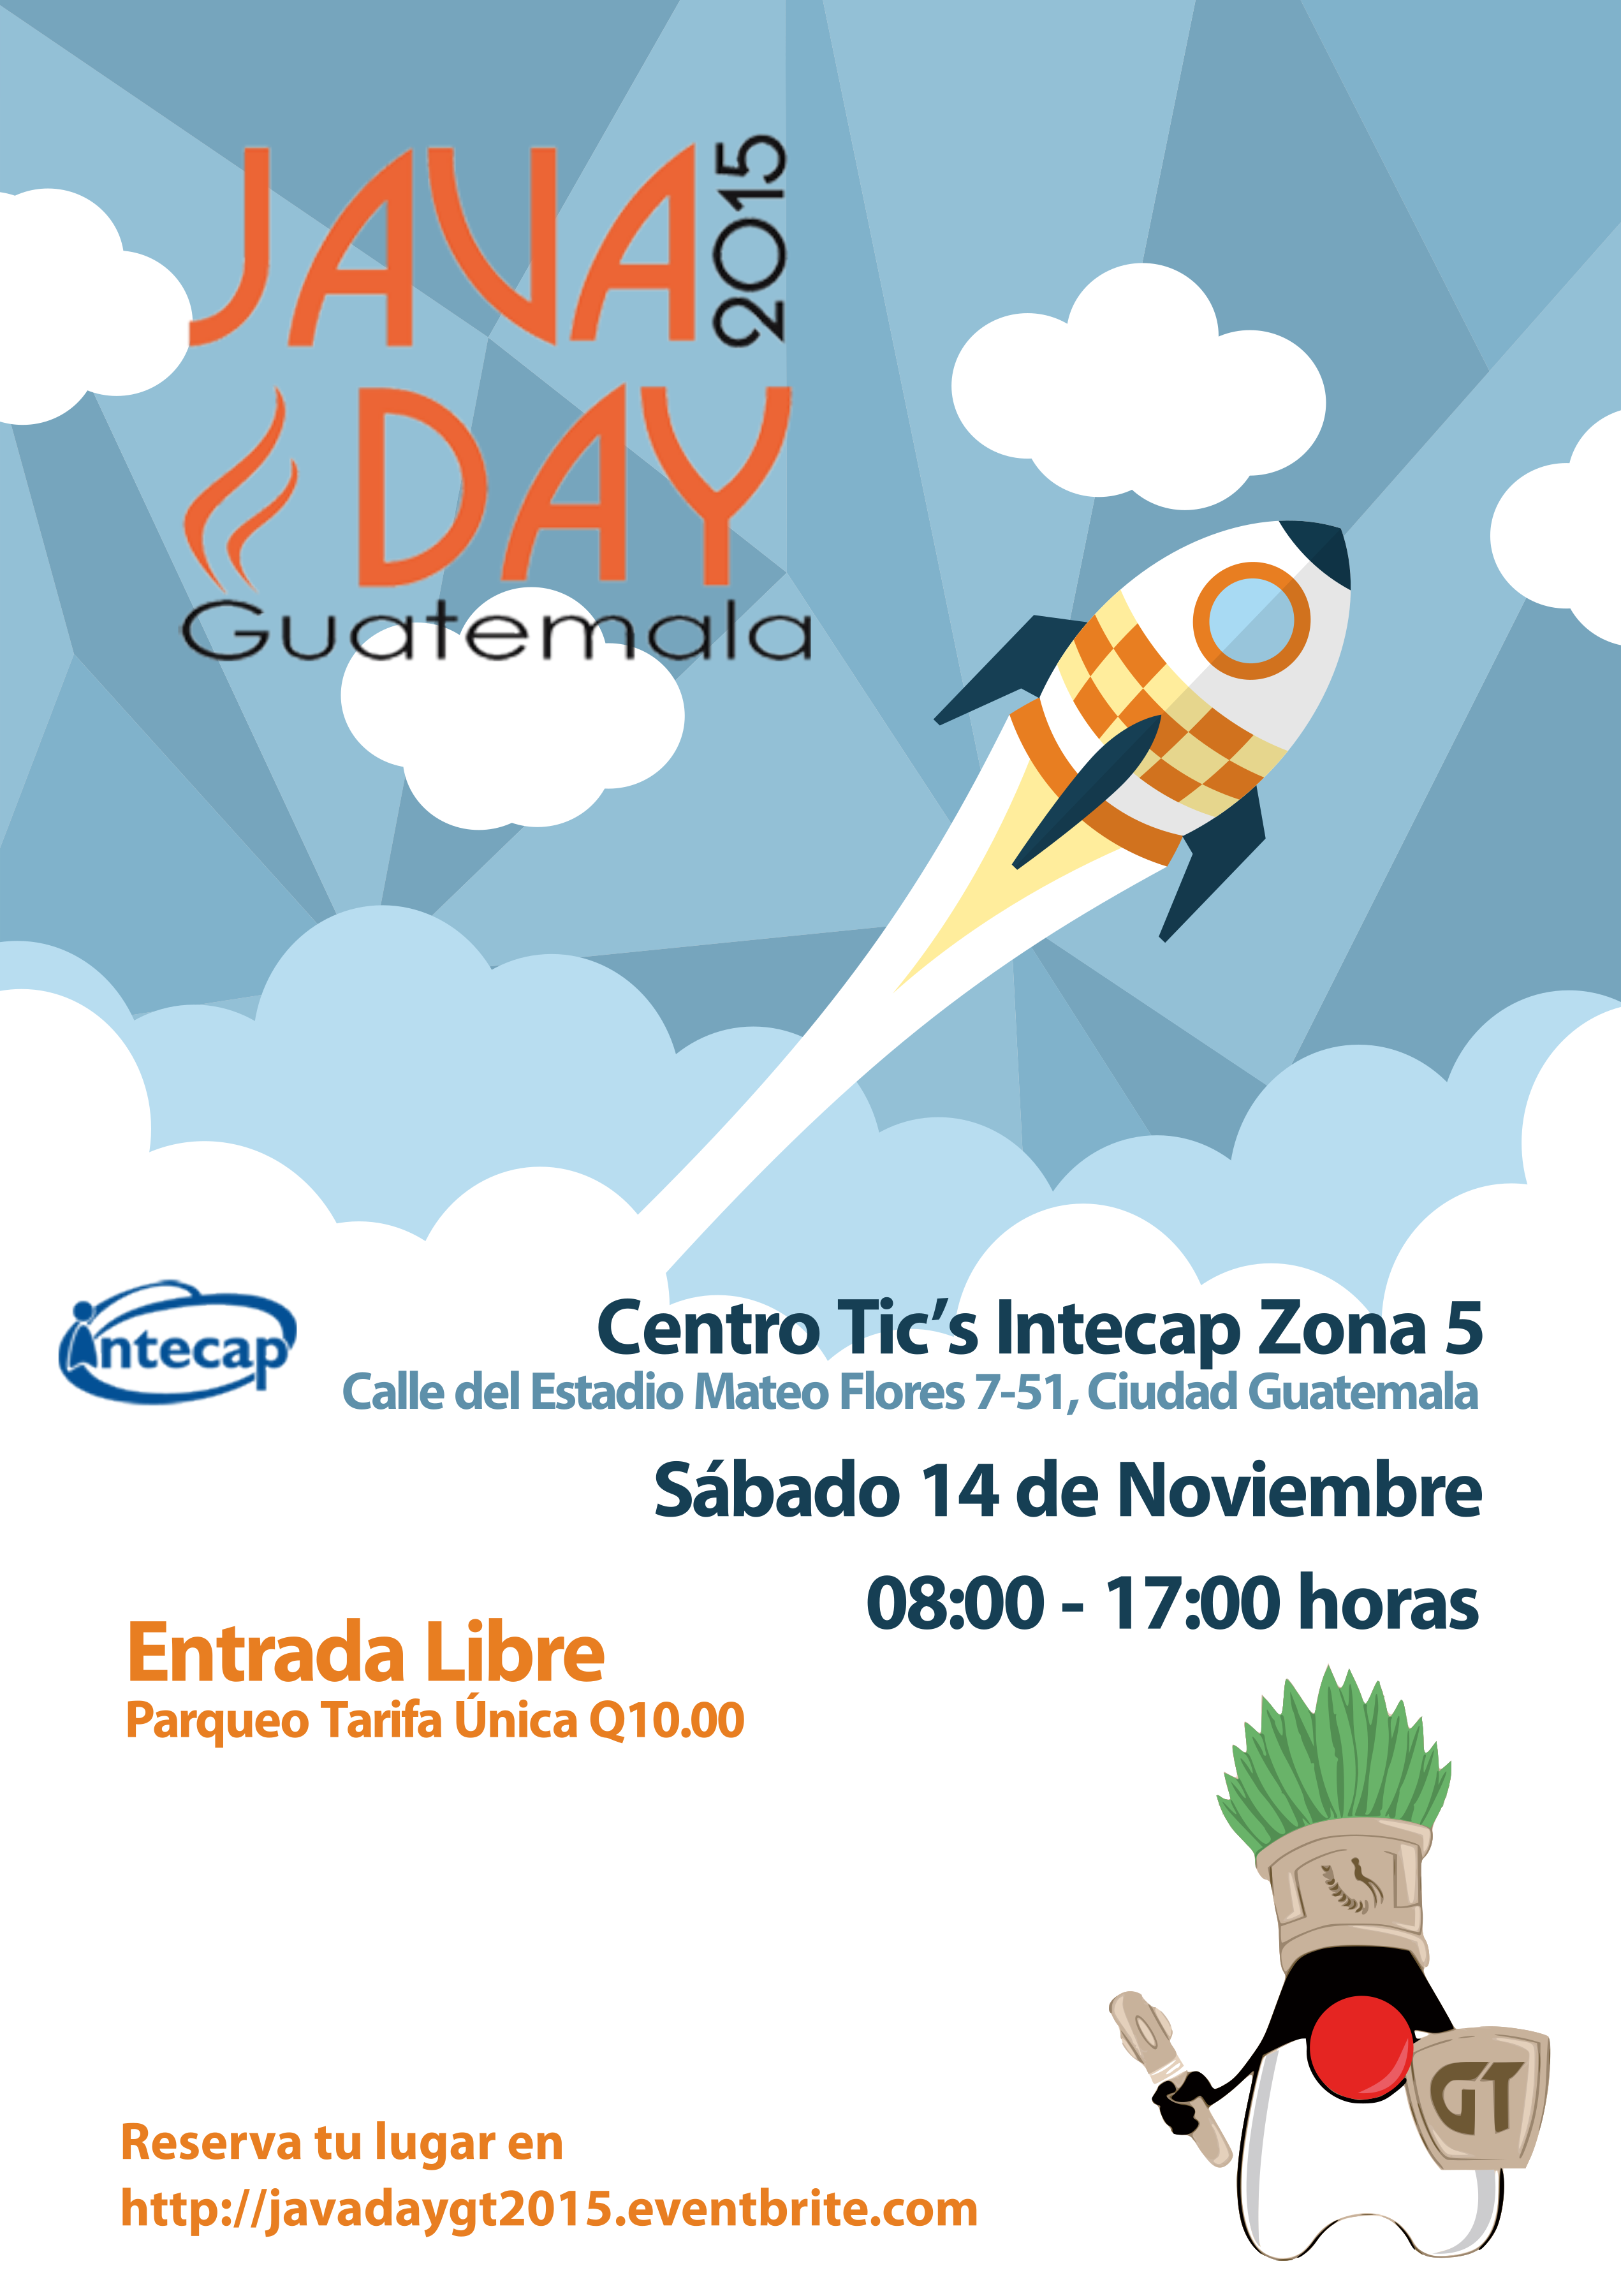 JAVA 2015
DAY
Guatemala
intecap
Centro Tic's Intecap Zona 5
Calle del Estadio Mateo Flores 7-51, Ciudad Guatemala
Sábado 14 de Noviembre
08:00 - 17:00 horas
Entrada Libre
Parqueo Tarifa Única Q10.00
GT
Reserva tu lugar en
http://javadaygt2015.eventbrite.com